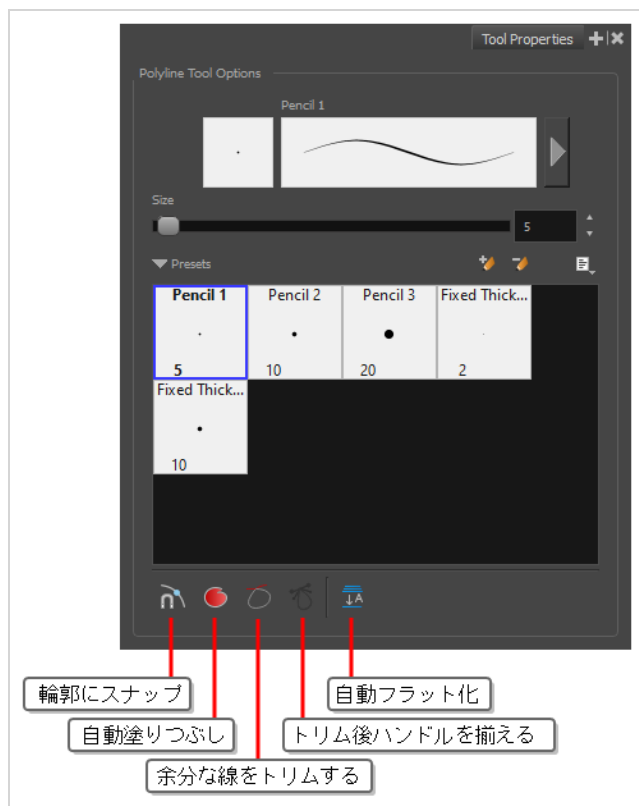 Tool Properties
Polyline Tool Options
Pencil 1
Size
5
Presets
Pencil 1 Pencil 2 Pencil 3 Fixed Thick...
5 10 20 2
Fixed Thick...
10
A
輪郭にスナップ
自動フラット化
自動塗りつぶし
トリム後ハンドルを揃える
余分な線をトリムする